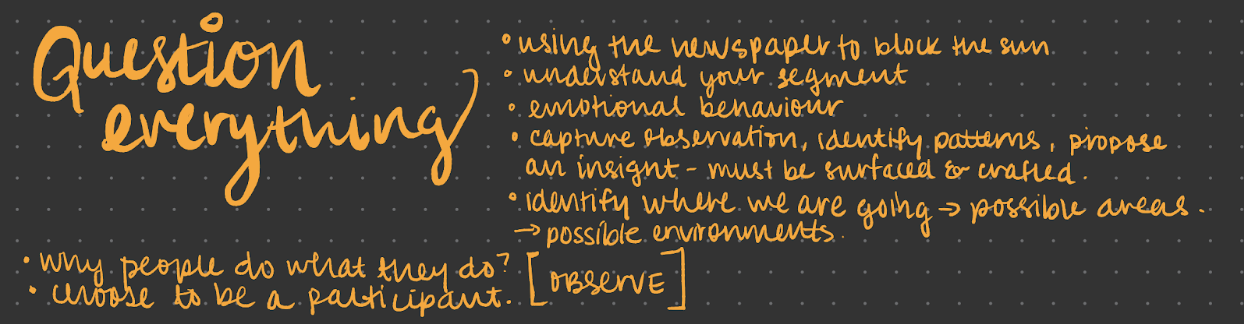 Question
everything
• using the newspaper to block the sun
• understand your segment
• emotional behaviour
• capture observation, identify patterns, propose
an insight - must be surfaced & crafted.
• identify where we are going → possible areas.
→ possible environments.
• why people do what they do?
• choose to be a participant. [OBSERVE]